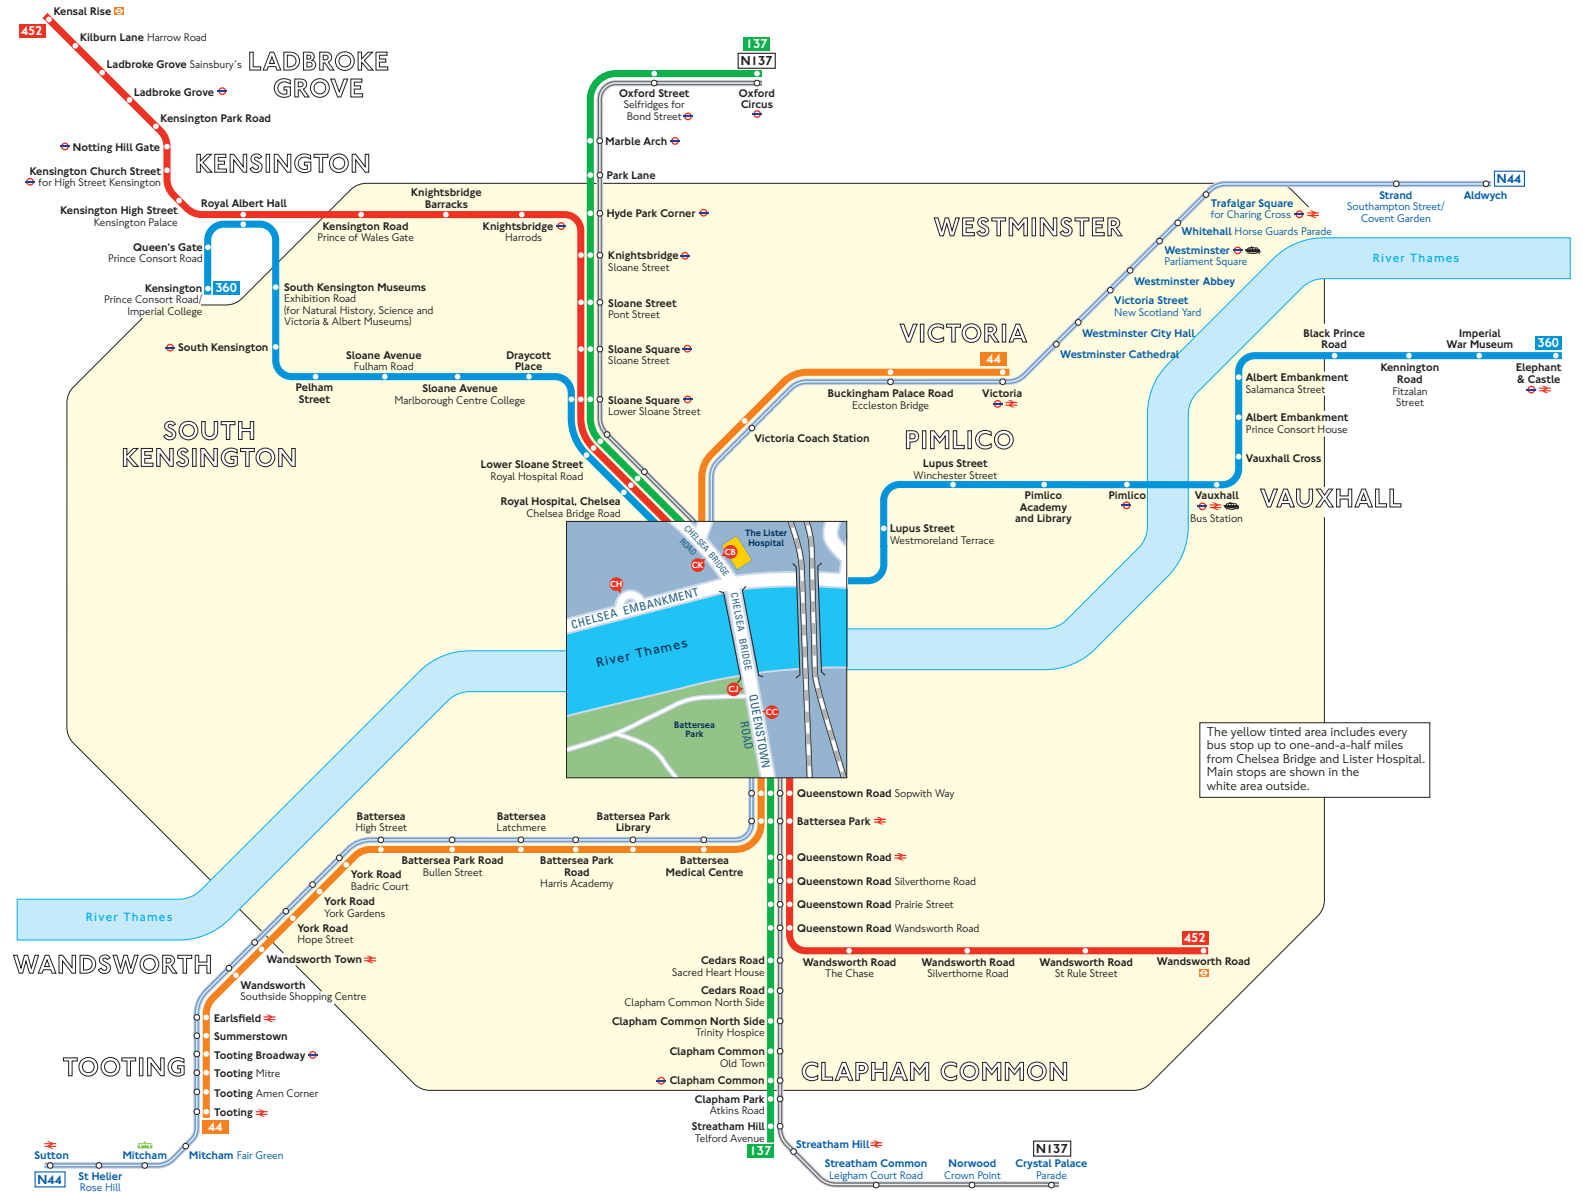 Kensal Rise
452
Kilburn Lane Harrow Road
Ladbroke Grove Sainsbury's
Ladbroke Grove
Kensington Park Road
Notting Hill Gate
Kensington Church Street
for High Street Kensington
Kensington High Street
Kensington Palace
LADBROKE
GROVE
KENSINGTON
Royal Albert Hall
Queen's Gate
Prince Consort Road
Kensington
Prince Consort Road/
Imperial College
360
Kensington Road
Prince of Wales Gate
Knightsbridge
Barracks
Knightsbridge
Harrods
South Kensington Museums
Exhibition Road
(for Natural History, Science and
Victoria & Albert Museums)
South Kensington
Pelham
Street
Sloane Avenue
Fulham Road
Sloane Avenue
Marlborough Centre College
Draycott
Place
SOUTH
KENSINGTON
137
N137
Oxford Street
Selfridges for
Bond Street
Oxford
Circus
Marble Arch
Park Lane
Hyde Park Corner
Knightsbridge
Sloane Street
Sloane Street
Pont Street
Sloane Square
Sloane Street
Sloane Square
Lower Sloane Street
Lower Sloane Street
Royal Hospital Road
Royal Hospital, Chelsea
Chelsea Bridge Road
WESTMINSTER
N44
Strand
Southampton Street/
Covent Garden
Aldwych
Trafalgar Square
for Charing Cross
Whitehall Horse Guards Parade
Westminster
Parliament Square
Westminster Abbey
Victoria Street
New Scotland Yard
Westminster City Hall
Westminster Cathedral
River Thames
VICTORIA
44
Buckingham Palace Road
Eccleston Bridge
Victoria
Victoria Coach Station
PIMLICO
Lupus Street
Winchester Street
Lupus Street
Westmoreland Terrace
Pimlico
Academy
and Library
Pimlico
Vauxhall
Bus Station
VAUXHALL
Vauxhall Cross
Albert Embankment
Prince Consort House
Albert Embankment
Salamanca Street
Black Prince
Road
Kennington
Road
Fitzalan
Street
Imperial
War Museum
360
Elephant
& Castle
CHELSEA BRIDGE
ROAD
The Lister
Hospital
CB
CK
CH
CHELSEA EMBANKMENT
CHELSEA BRIDGE
River Thames
CJ
CC
QUEENSTOWN
ROAD
Battersea
Park
The yellow tinted area includes every
bus stop up to one-and-a-half miles
from Chelsea Bridge and Lister Hospital.
Main stops are shown in the
white area outside.
Queenstown Road Sopwith Way
Battersea Park
Queenstown Road
Queenstown Road Silverthorne Road
Queenstown Road Prairie Street
Queenstown Road Wandsworth Road
452
Wandsworth Road
The Chase
Wandsworth Road
Silverthorne Road
Wandsworth Road
St Rule Street
Wandsworth Road
Battersea
High Street
Battersea
Latchmere
Battersea Park
Library
Battersea Park Road
Bullen Street
Battersea Park
Road
Harris Academy
Battersea
Medical Centre
York Road
Badric Court
York Road
York Gardens
York Road
Hope Street
Wandsworth Town
Wandsworth
Southside Shopping Centre
River Thames
WANDSWORTH
Earlsfield
Summerstown
Tooting Broadway
Tooting Mitre
Tooting Amen Corner
Tooting
44
TOOTING
Sutton
Mitcham
Mitcham Fair Green
N44
St Helier
Rose Hill
Cedars Road
Sacred Heart House
Cedars Road
Clapham Common North Side
Clapham Common North Side
Trinity Hospice
Clapham Common
Old Town
Clapham Common
Clapham Park
Atkins Road
Streatham Hill
Telford Avenue
137
CLAPHAM COMMON
Streatham Hill
Streatham Common
Leigham Court Road
Norwood
Crown Point
N137
Crystal Palace
Parade